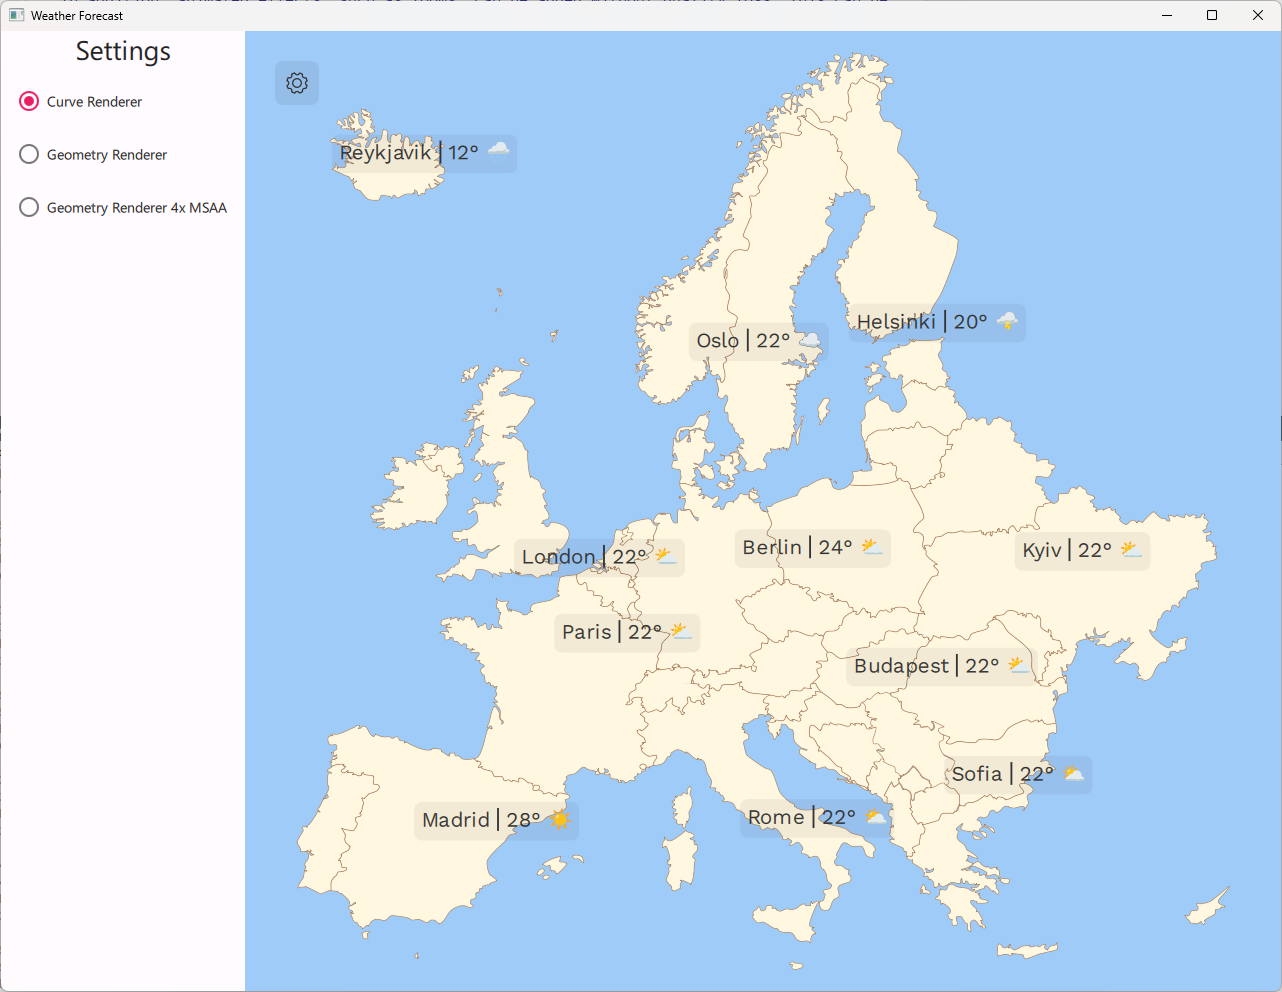 Weather Forecast
Settings
Curve Renderer
Geometry Renderer
Geometry Renderer 4x MSAA
Reykjavik | 12°
Helsinki | 20°
Oslo | 22°
Berlin | 24°
Kyiv | 22°
London | 22°
Paris | 22°
Budapest | 22°
Sofia | 22°
Rome | 22°
Madrid | 28°